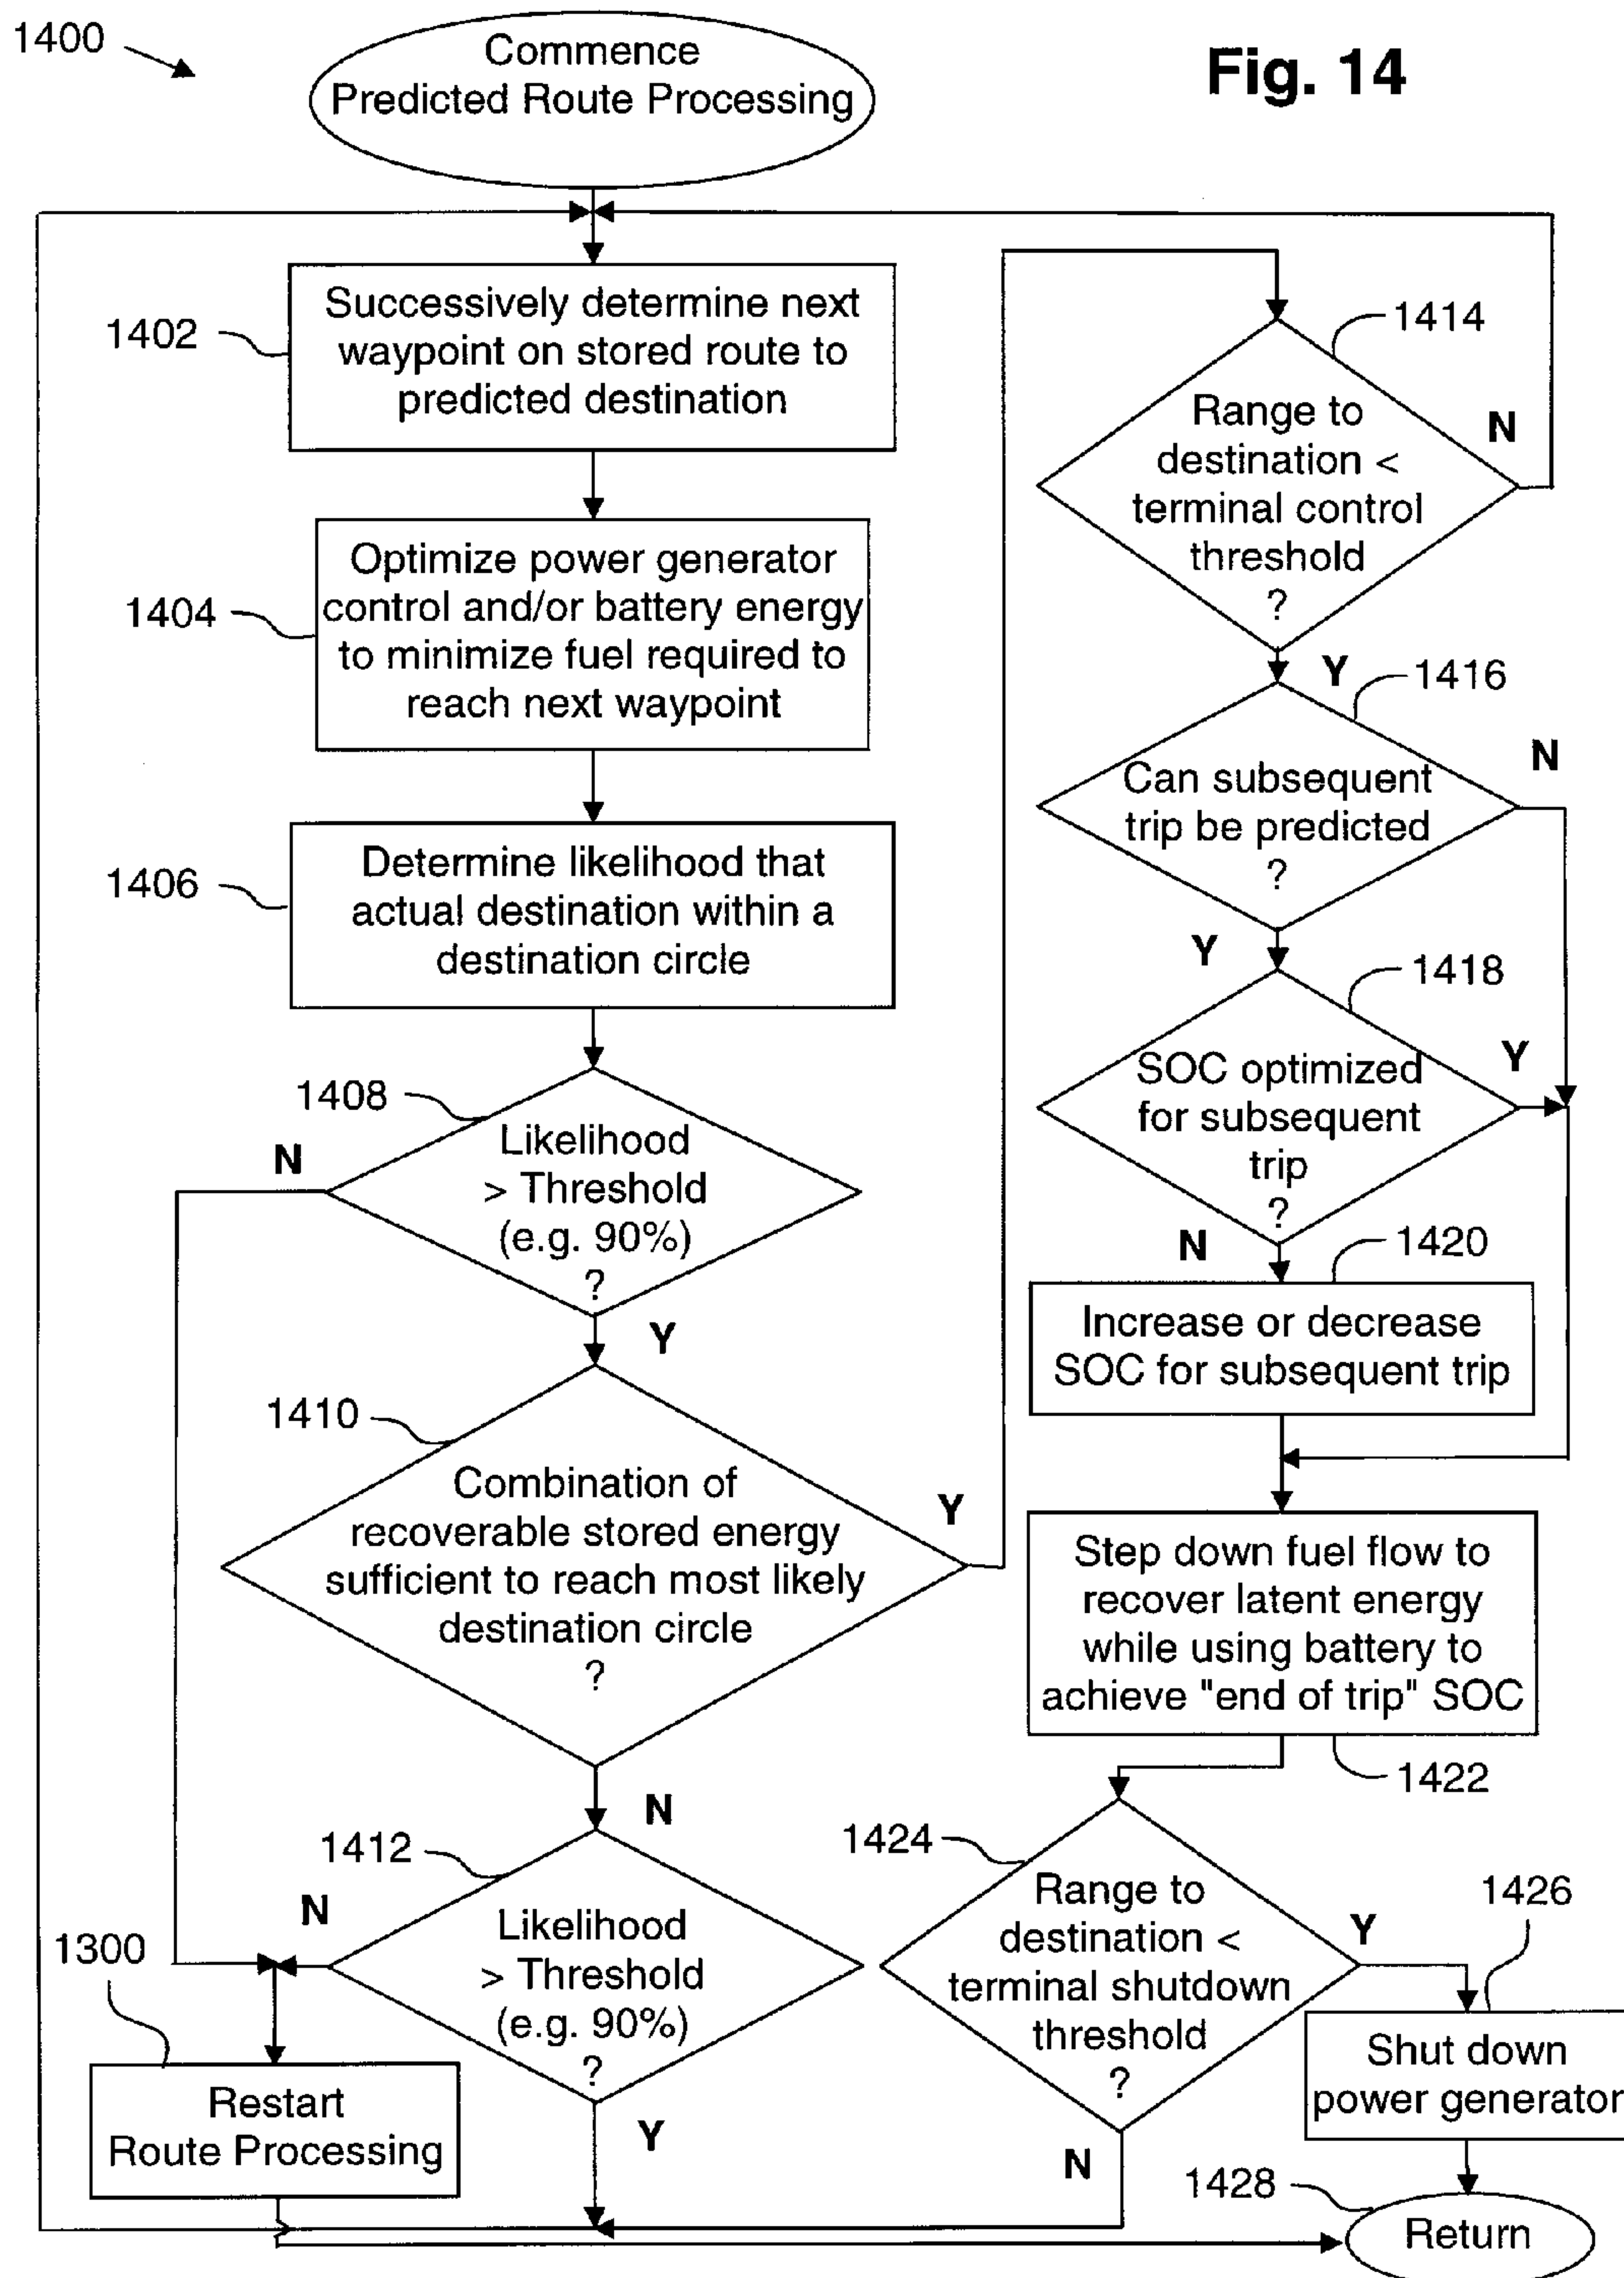 1400
Commence
Predicted Route Processing
Fig. 14
1402
Successively determine next
waypoint on stored route to
predicted destination
1404
Optimize power generator
control and/or battery energy
to minimize fuel required to
reach next waypoint
1406
Determine likelihood that
actual destination within a
destination circle
1408
N
Likelihood
> Threshold
(e.g. 90%)
?
Y
1410
Combination of
recoverable stored energy
sufficient to reach most likely
destination circle
?
Y
N
1412
N
Likelihood
> Threshold
(e.g. 90%)
?
Y
1300
Restart
Route Processing
1414
Range to
destination <
terminal control
threshold
?
N
Y
1416
Can subsequent
trip be predicted
?
N
Y
1418
SOC optimized
for subsequent
trip
?
Y
N
1420
Increase or decrease
SOC for subsequent trip
Step down fuel flow to
recover latent energy
while using battery to
achieve "end of trip" SOC
1422
1424
Range to
destination <
terminal shutdown
threshold
?
Y
N
1426
Shut down
power generator
1428
Return